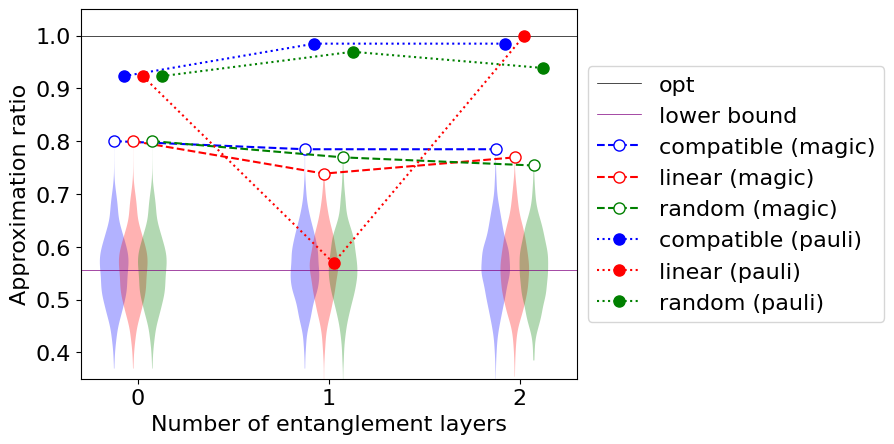 1.0
0.9
0.8
0.7
0.6
0.5
0.4
Approximation ratio
0 1 2
Number of entanglement layers
opt
lower bound
compatible (magic)
linear (magic)
random (magic)
compatible (pauli)
linear (pauli)
random (pauli)